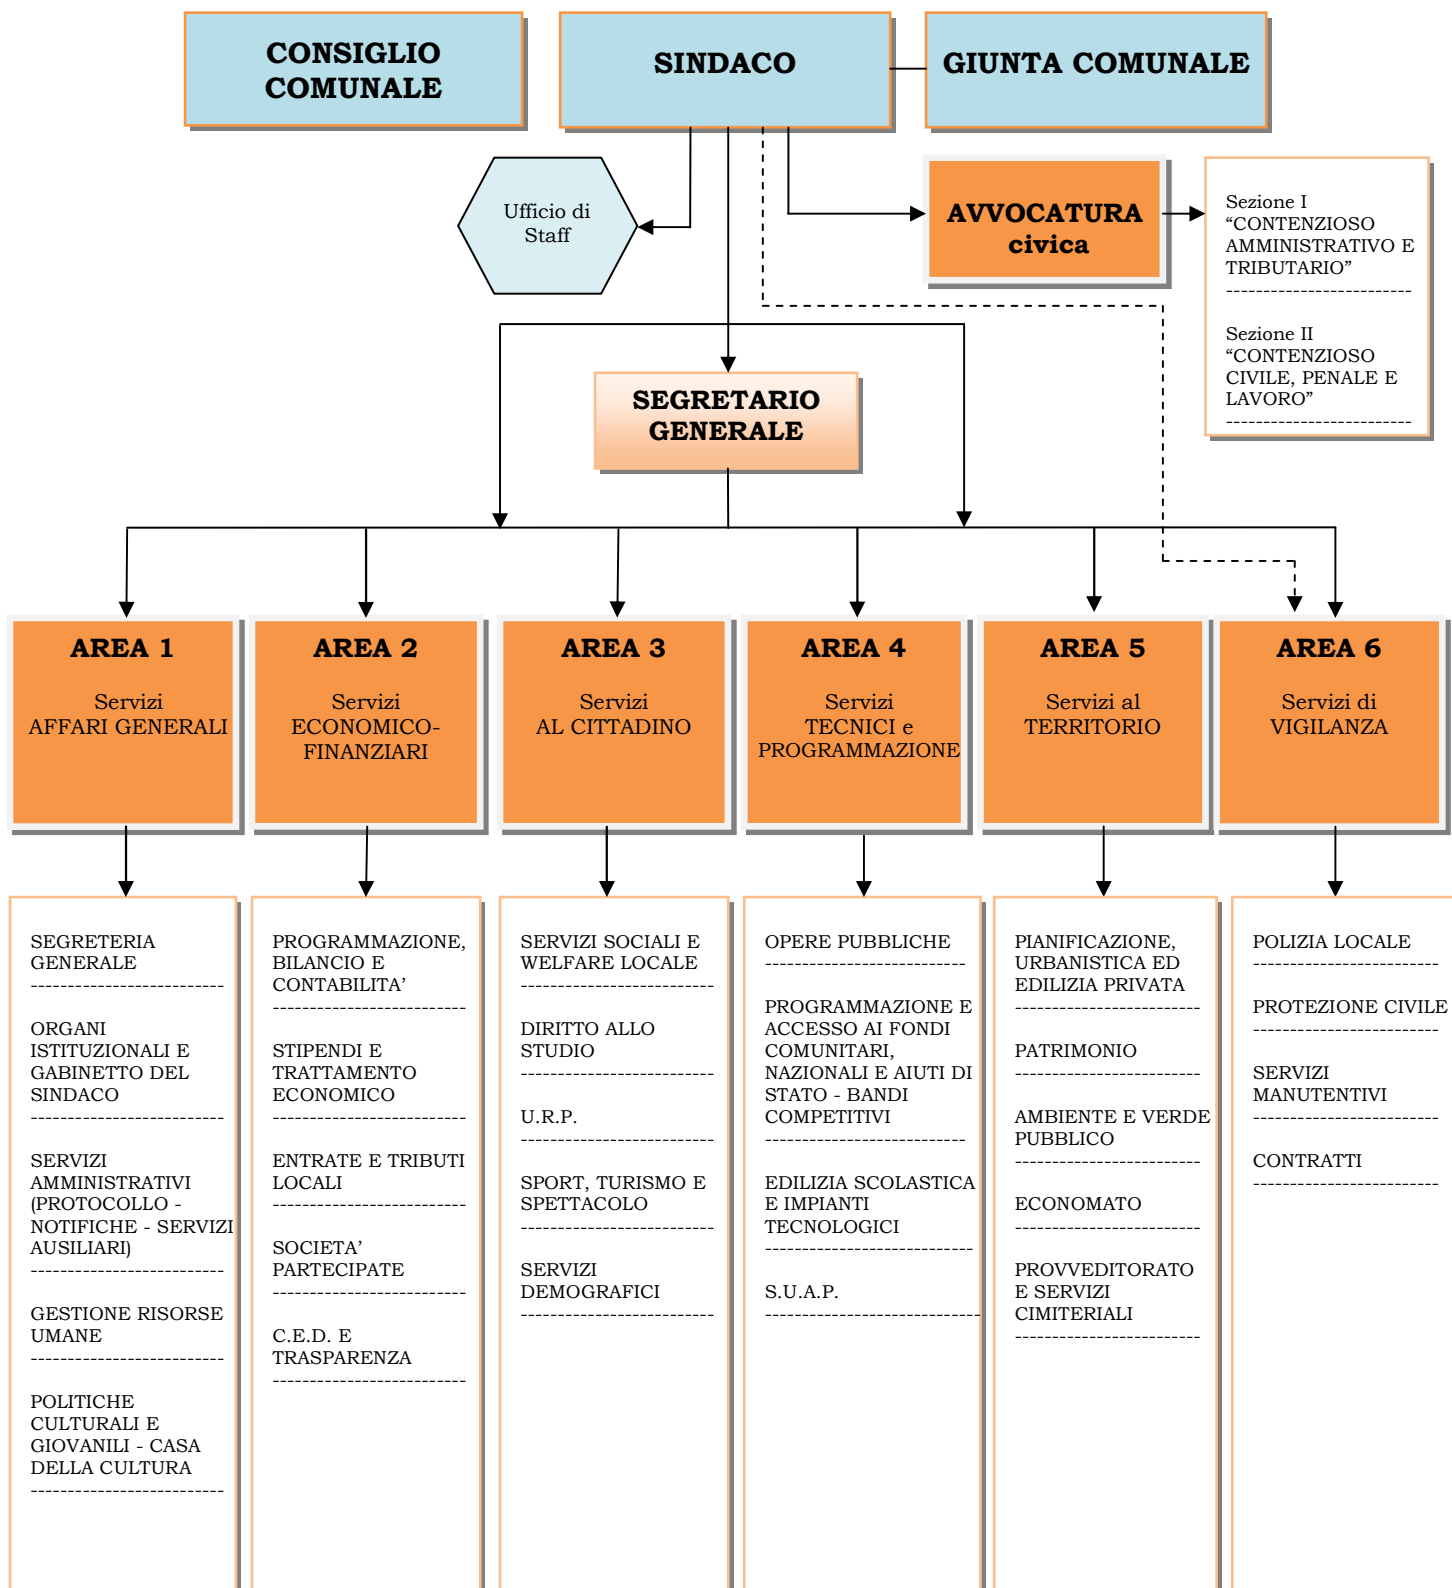 CONSIGLIO
COMUNALE
SINDACO
GIUNTA COMUNALE
Ufficio di
Staff
AVVOCATURA
civica
Sezione I
“CONTENZIOSO
AMMINISTRATIVO E
TRIBUTARIO”
-------------------------
Sezione II
“CONTENZIOSO
CIVILE, PENALE E
LAVORO”
-------------------------
SEGRETARIO
GENERALE
AREA 1
Servizi
AFFARI GENERALI
AREA 2
Servizi
ECONOMICO-
FINANZIARI
AREA 3
Servizi
AL CITTADINO
AREA 4
Servizi
TECNICI e
PROGRAMMAZIONE
AREA 5
Servizi al
TERRITORIO
AREA 6
Servizi di
VIGILANZA
SEGRETERIA
GENERALE
--------------------------
ORGANI
ISTITUZIONALI E
GABINETTO DEL
SINDACO
--------------------------
SERVIZI
AMMINISTRATIVI
(PROTOCOLLO -
NOTIFICHE - SERVIZI
AUSILIARI)
--------------------------
GESTIONE RISORSE
UMANE
--------------------------
POLITICHE
CULTURALI E
GIOVANILI - CASA
DELLA CULTURA
--------------------------
PROGRAMMAZIONE,
BILANCIO E
CONTABILITA’
--------------------------
STIPENDI E
TRATTAMENTO
ECONOMICO
--------------------------
ENTRATE E TRIBUTI
LOCALI
--------------------------
SOCIETA’
PARTECIPATE
--------------------------
C.E.D. E
TRASPARENZA
--------------------------
SERVIZI SOCIALI E
WELFARE LOCALE
--------------------------
DIRITTO ALLO
STUDIO
--------------------------
U.R.P.
--------------------------
SPORT, TURISMO E
SPETTACOLO
--------------------------
SERVIZI
DEMOGRAFICI
--------------------------
OPERE PUBBLICHE
---------------------------
PROGRAMMAZIONE E
ACCESSO AI FONDI
COMUNITARI,
NAZIONALI E AIUTI DI
STATO - BANDI
COMPETITIVI
---------------------------
EDILIZIA SCOLASTICA
E IMPIANTI
TECNOLOGICI
----------------------------
S.U.A.P.
-----------------------------
PIANIFICAZIONE,
URBANISTICA ED
EDILIZIA PRIVATA
-------------------------
PATRIMONIO
-------------------------
AMBIENTE E VERDE
PUBBLICO
-------------------------
ECONOMATO
-------------------------
PROVVEDITORATO
E SERVIZI
CIMITERIALI
-------------------------
POLIZIA LOCALE
-------------------------
PROTEZIONE CIVILE
-------------------------
SERVIZI
MANUTENTIVI
-------------------------
CONTRATTI
-------------------------